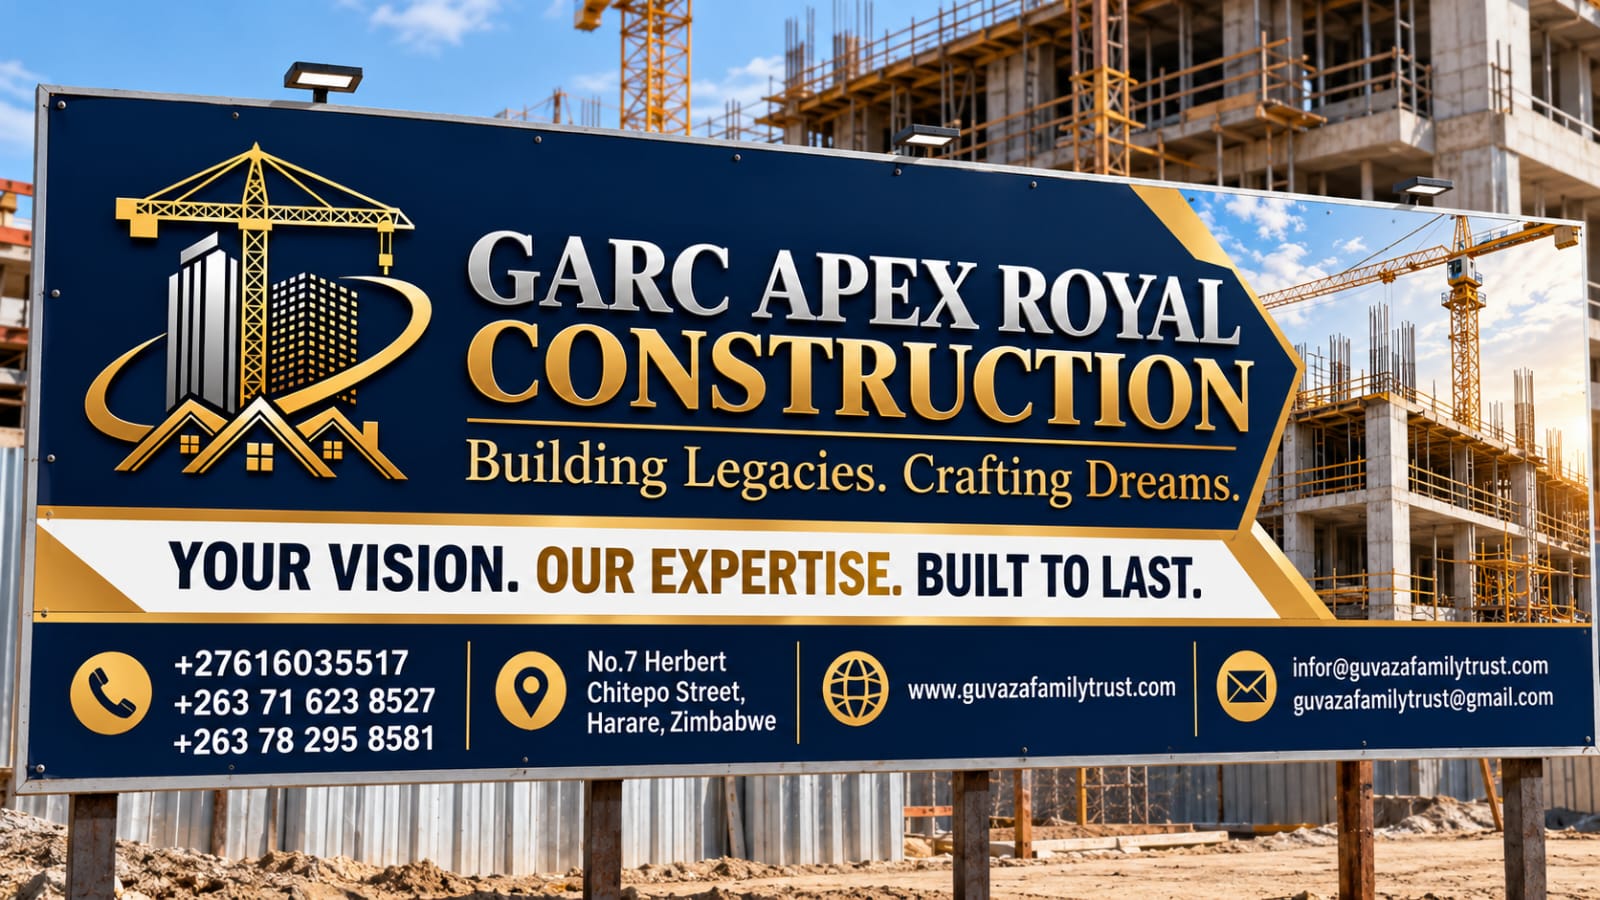 GARC APEX ROYAL
CONSTRUCTION
Building Legacies. Crafting Dreams.
YOUR VISION. OUR EXPERTISE. BUILT TO LAST.
+27616035517
+263 71 623 8527
+263 78 295 8581
No.7 Herbert
Chitepo Street,
Harare, Zimbabwe
www.guvazafamilytrust.com
infor@guvazafamilytrust.com
guvazafamilytrust@gmail.com